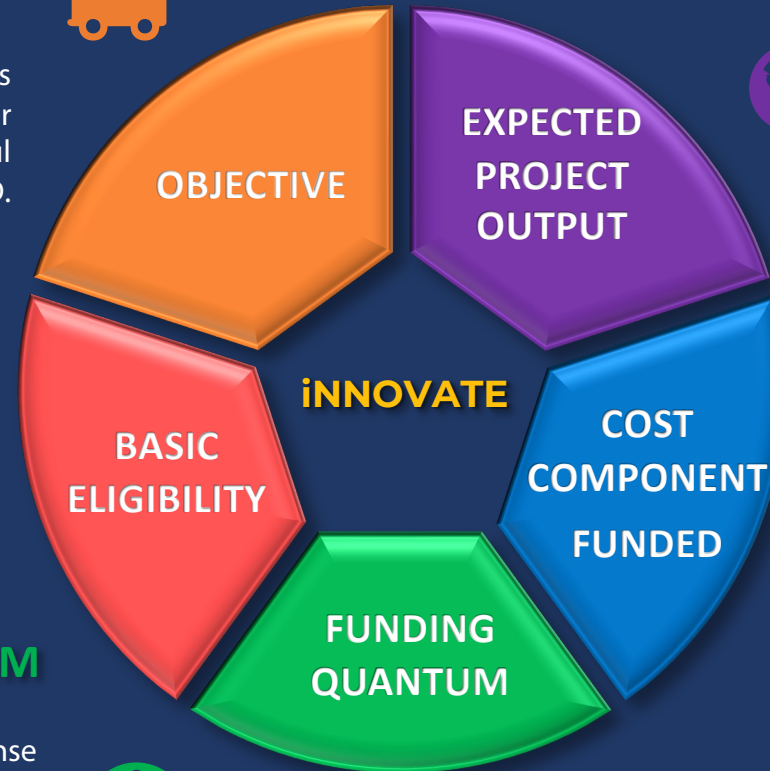 OBJECTIVE
EXPECTED
PROJECT
OUTPUT
iNNOVATE
BASIC
ELIGIBILITY
COST
COMPONENT
FUNDED
FUNDING
QUANTUM